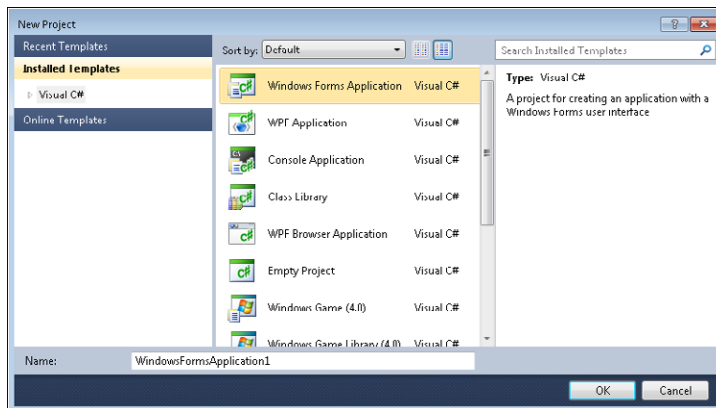 New Project
Recent Templates
Installed Templates
Visual C#
Online Templates
Sort by: Default
Search Installed Templates
Windows Forms Application Visual C#
WPF Application Visual C#
Console Application Visual C#
Class Library Visual C#
WPF Browser Application Visual C#
Empty Project Visual C#
Windows Game (4.0) Visual C#
Windows Game Library (4.0) Visual C#
Type: Visual C#
A project for creating an application with a
Windows Forms user interface
Name: WindowsFormsApplication1
OK Cancel